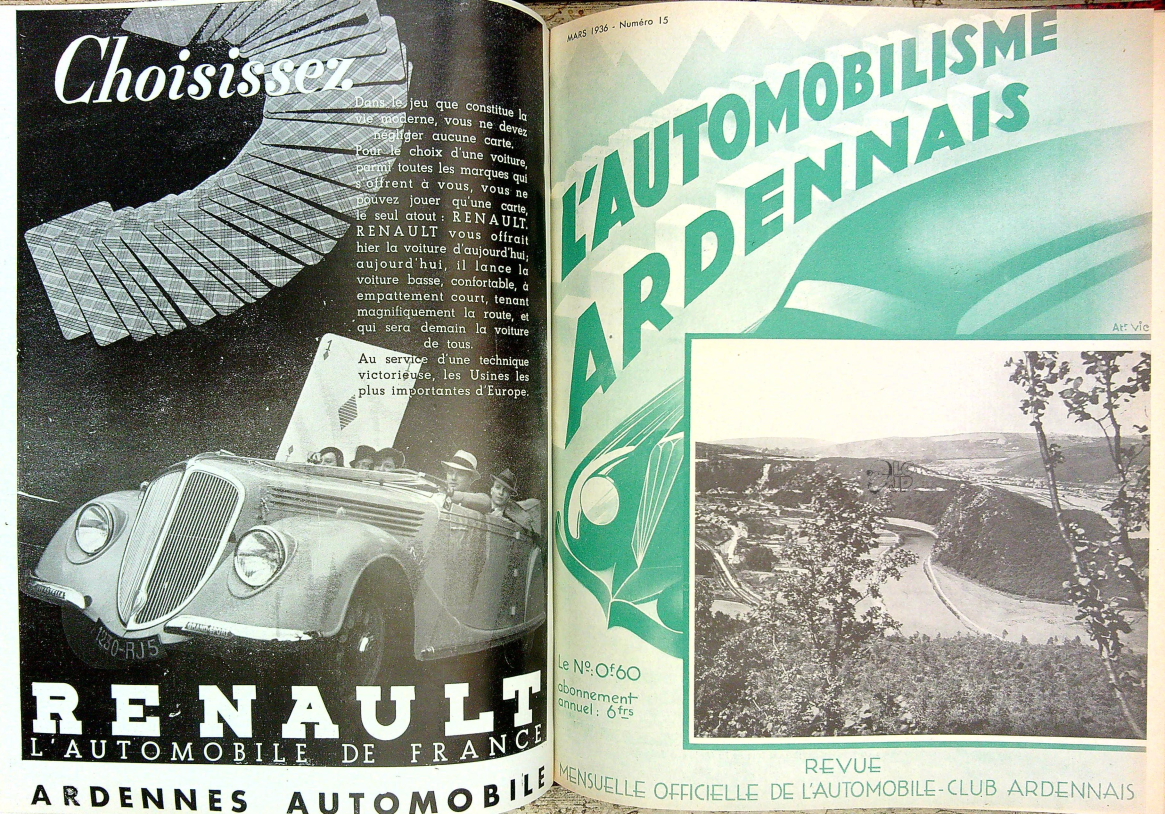 Choisissez
Dans le jeu que constitue la
vie moderne, vous ne devez
négliger aucune carte.
Pour le choix d'une voiture,
parmi toutes les marques qui
s'offrent à vous, vous ne
pouvez jouer qu'une carte,
le seul atout : RENAULT.
RENAULT vous offrait
hier la voiture d'aujourd'hui;
aujourd'hui, il lance la
voiture basse, confortable, à
empattement court, tenant
magnifiquement la route, et
qui sera demain la voiture
de tous.
Au service d'une technique
victorieuse, les Usines les
plus importantes d'Europe.
1
1230-RJ5
RENAULT
L'AUTOMOBILE DE FRANCE
ARDENNES AUTOMOBILE
MARS 1936 - Numéro 15
L'AUTOMOBILISME
ARDENNAIS
Att Vic
Le No: 0f60
abonnement
annuel : 6frs
REVUE
MENSUELLE OFFICIELLE DE L'AUTOMOBILE-CLUB ARDENNAIS